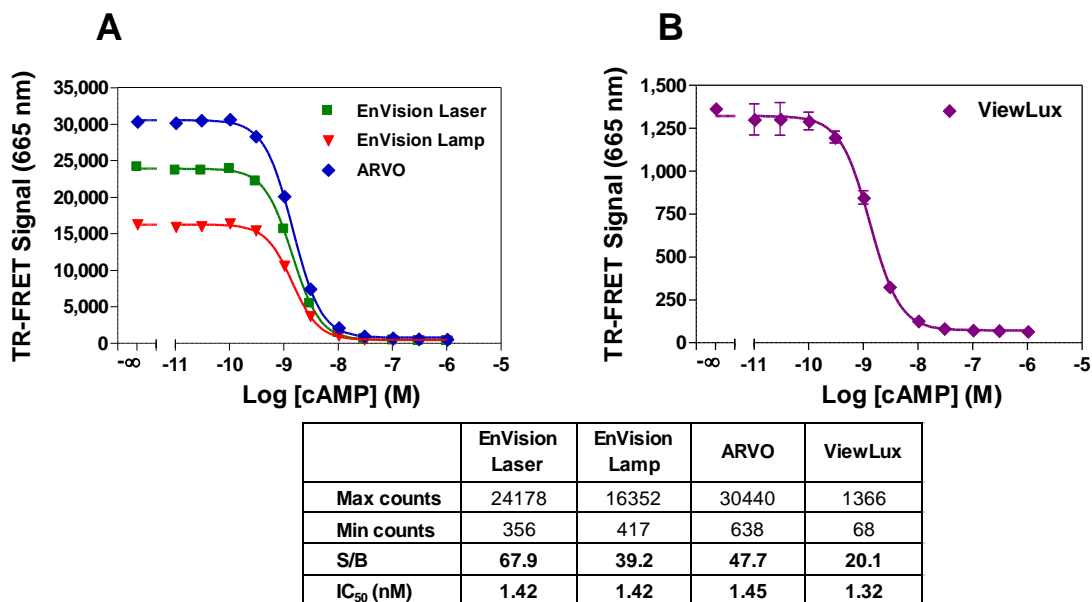 A
B
TR-FRET Signal (665 nm)
35,000
30,000
25,000
20,000
15,000
10,000
5,000
0
-∞ -11 -10 -9 -8 -7 -6 -5
Log [cAMP] (M)
EnVision Laser
EnVision Lamp
ARVO
TR-FRET Signal (665 nm)
1,500
1,250
1,000
750
500
250
0
-∞ -11 -10 -9 -8 -7 -6 -5
Log [cAMP] (M)
ViewLux
EnVision Laser EnVision Lamp ARVO ViewLux
Max counts 24178 16352 30440 1366
Min counts 356 417 638 68
S/B 67.9 39.2 47.7 20.1
IC50 (nM) 1.42 1.42 1.45 1.32